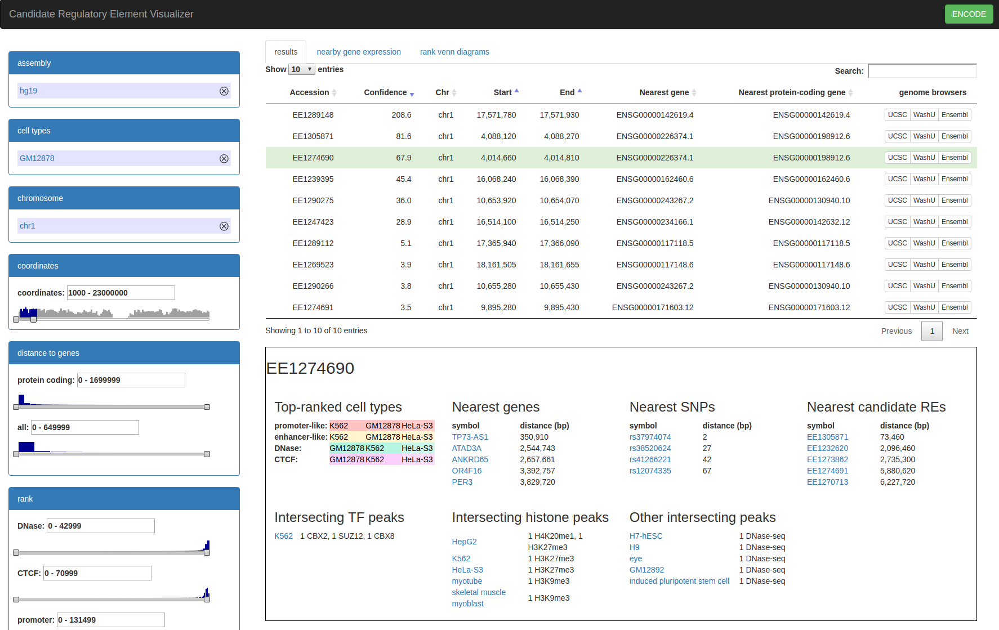 Candidate Regulatory Element Visualizer
ENCODE
assembly
hg19
cell types
GM12878
chromosome
chr1
coordinates
coordinates: 1000 - 23000000
distance to genes
protein coding: 0 - 1699999
all: 0 - 649999
rank
DNase: 0 - 42999
CTCF: 0 - 70999
promoter: 0 - 131499
results nearby gene expression rank venn diagrams
Show 10 entries Search:
Accession Confidence Chr Start End Nearest gene Nearest protein-coding gene genome browsers
EE1289148 208.6 chr1 17,571,780 17,571,930 ENSG00000142619.4 ENSG00000142619.4 UCSC WashU Ensembl
EE1305871 81.6 chr1 4,088,120 4,088,270 ENSG00000226374.1 ENSG00000198912.6 UCSC WashU Ensembl
EE1274690 67.9 chr1 4,014,660 4,014,810 ENSG00000226374.1 ENSG00000198912.6 UCSC WashU Ensembl
EE1239395 45.4 chr1 16,068,240 16,068,390 ENSG00000162460.6 ENSG00000162460.6 UCSC WashU Ensembl
EE1290275 36.0 chr1 10,653,920 10,654,070 ENSG00000243267.2 ENSG00000130940.10 UCSC WashU Ensembl
EE1247423 28.9 chr1 16,514,100 16,514,250 ENSG00000234166.1 ENSG00000142632.12 UCSC WashU Ensembl
EE1289112 5.1 chr1 17,365,940 17,366,090 ENSG00000117118.5 ENSG00000117118.5 UCSC WashU Ensembl
EE1269523 3.9 chr1 18,161,505 18,161,655 ENSG00000117148.6 ENSG00000117148.6 UCSC WashU Ensembl
EE1290266 3.8 chr1 10,655,280 10,655,430 ENSG00000243267.2 ENSG00000130940.10 UCSC WashU Ensembl
EE1274691 3.5 chr1 9,895,280 9,895,430 ENSG00000171603.12 ENSG00000171603.12 UCSC WashU Ensembl
Showing 1 to 10 of 10 entries Previous 1 Next
EE1274690
Top-ranked cell types
promoter-like: K562 GM12878 HeLa-S3
enhancer-like: K562 GM12878 HeLa-S3
DNase: GM12878 K562 HeLa-S3
CTCF: GM12878 K562 HeLa-S3
Nearest genes
symbol distance (bp)
TP73-AS1 350,910
ATAD3A 2,544,743
ANKRD65 2,657,661
OR4F16 3,392,757
PER3 3,829,720
Nearest SNPs
symbol distance (bp)
rs37974074 2
rs38520624 27
rs41266221 42
rs12074335 67
Nearest candidate REs
symbol distance (bp)
EE1305871 73,460
EE1232620 2,096,460
EE1273862 2,735,300
EE1274691 5,880,620
EE1270713 6,227,720
Intersecting TF peaks
K562 1 CBX2, 1 SUZ12, 1 CBX8
Intersecting histone peaks
HepG2 1 H4K20me1, 1
H3K27me3
K562 1 H3K27me3
HeLa-S3 1 H3K27me3
myotube 1 H3K9me3
skeletal muscle
myoblast 1 H3K9me3
Other intersecting peaks
H7-hESC 1 DNase-seq
H9 1 DNase-seq
eye 1 DNase-seq
GM12892 1 DNase-seq
induced pluripotent stem cell 1 DNase-seq